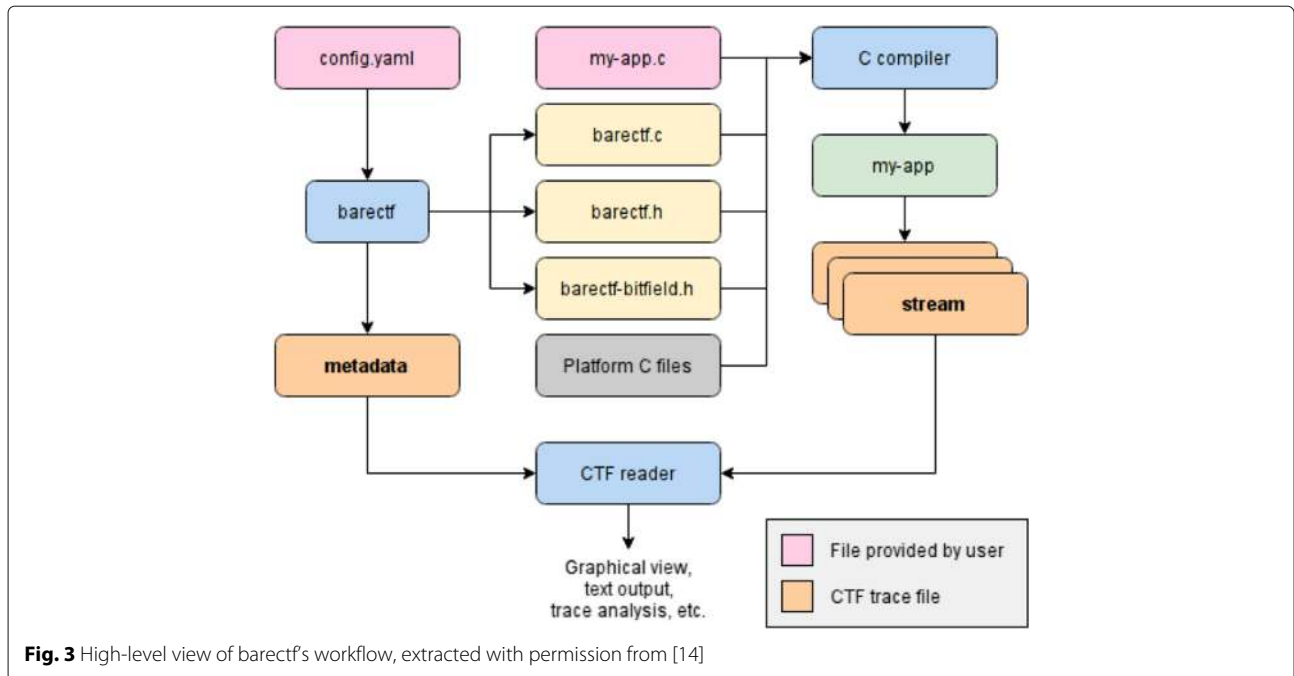 config.yaml
my-app.c
C compiler
barectf.c
my-app
barectf
barectf.h
barectf-bitfield.h
stream
metadata
Platform C files
CTF reader
File provided by user
Graphical view,
text output,
trace analysis, etc.
CTF trace file
Fig. 3 High-level view of barectf's workflow, extracted with permission from [14]